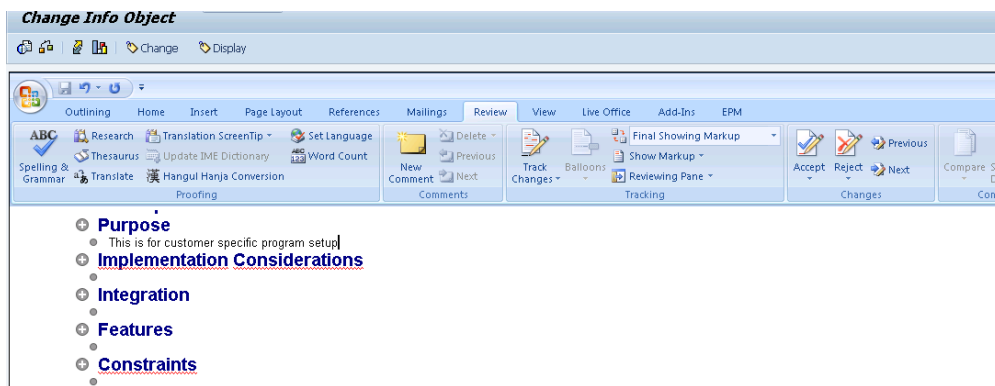 Change Info Object
Change Display
Outlining Home Insert Page Layout References Mailings Review View Live Office Add-Ins EPM
ABC Research Translation ScreenTip Set Language Delete Final Showing Markup Previous
Thesaurus Update IME Dictionary ABC 123 Word Count Previous Show Markup Next
Spelling & Grammar Translate 漢 Hangul Hanja Conversion New Comment Next Track Changes Balloons Reviewing Pane Accept Reject Compare
Proofing Comments Tracking Changes
Purpose
This is for customer specific program setup
Implementation Considerations
Integration
Features
Constraints